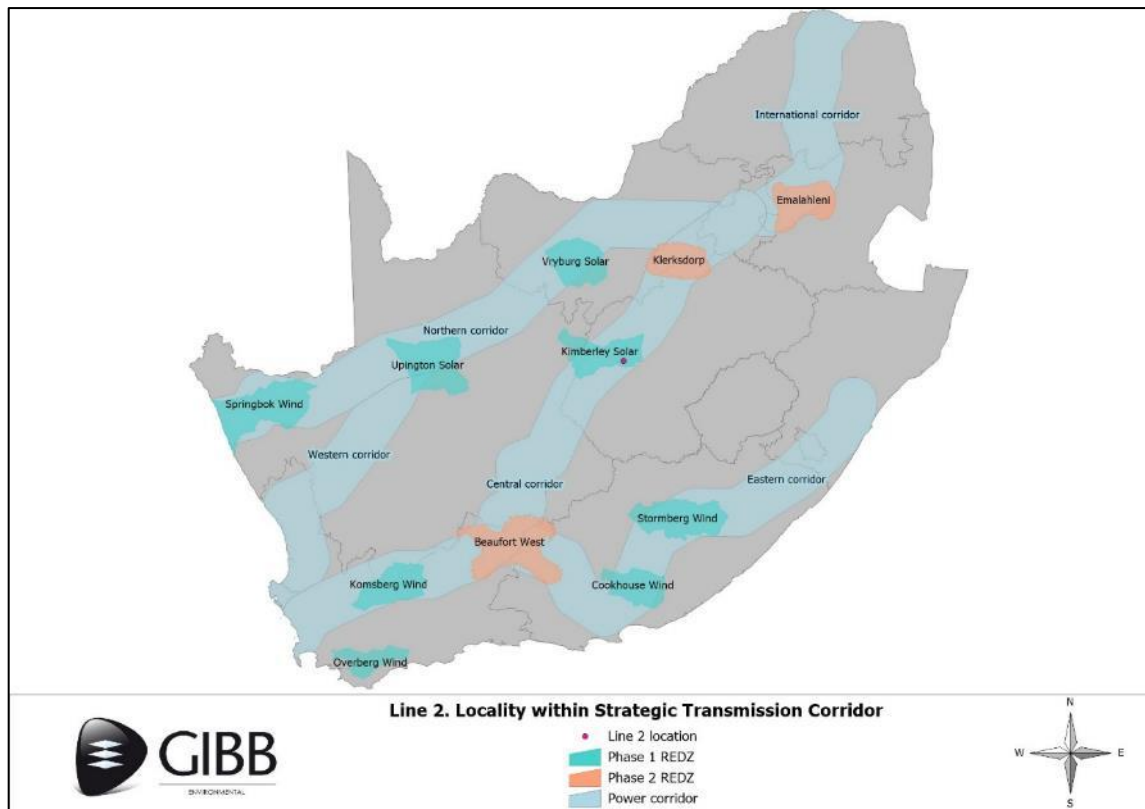 International corridor
Emalahleni
Klerksdorp
Vryburg Solar
Northern corridor
Kimberley Solar
Upington Solar
Springbok Wind
Western corridor
Central corridor
Eastern corridor
Stormberg Wind
Beaufort West
Komsberg Wind
Cookhouse Wind
Overberg Wind
Line 2. Locality within Strategic Transmission Corridor
Line 2 location
Phase 1 REDZ
Phase 2 REDZ
Power corridor
GIBB
ENVIRONMENTAL
N
W
E
S